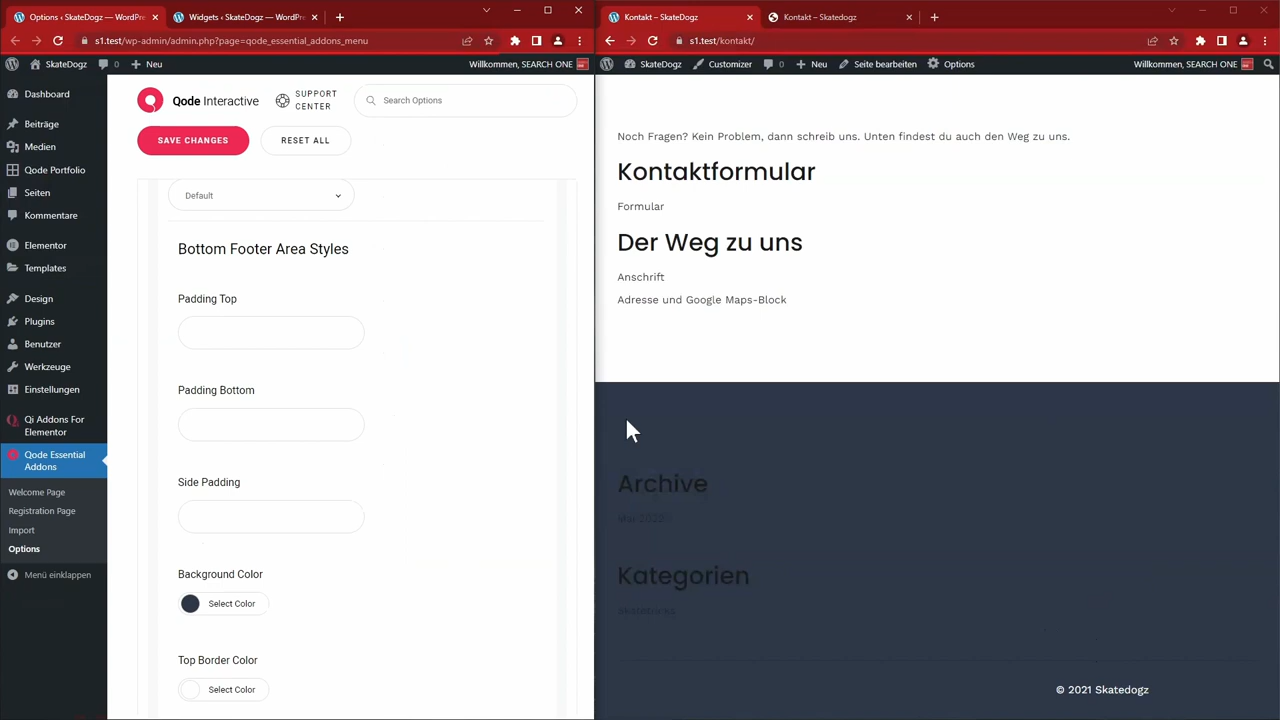 Options ‹ SkateDogz — WordPre
Widgets ‹ SkateDogz — WordPre
s1.test/wp-admin/admin.php?page=qode_essential_addons_menu
SkateDogz
0
Neu
Willkommen, SEARCH ONE
Dashboard
Beiträge
Medien
Qode Portfolio
Seiten
Kommentare
Elementor
Templates
Design
Plugins
Benutzer
Werkzeuge
Einstellungen
Qi Addons For
Elementor
Qode Essential
Addons
Welcome Page
Registration Page
Import
Options
Menü einklappen
Qode Interactive
SUPPORT
CENTER
Search Options
SAVE CHANGES
RESET ALL
Default
Bottom Footer Area Styles
Padding Top
Padding Bottom
Side Padding
Background Color
Select Color
Top Border Color
Select Color
Kontakt – SkateDogz
Kontakt – Skatedogz
s1.test/kontakt/
SkateDogz
Customizer
0
Neu
Seite bearbeiten
Options
Willkommen, SEARCH ONE
Noch Fragen? Kein Problem, dann schreib uns. Unten findest du auch den Weg zu uns.
Kontaktformular
Formular
Der Weg zu uns
Anschrift
Adresse und Google Maps-Block
Archive
Mai 2022
Kategorien
© 2021 Skatedogz